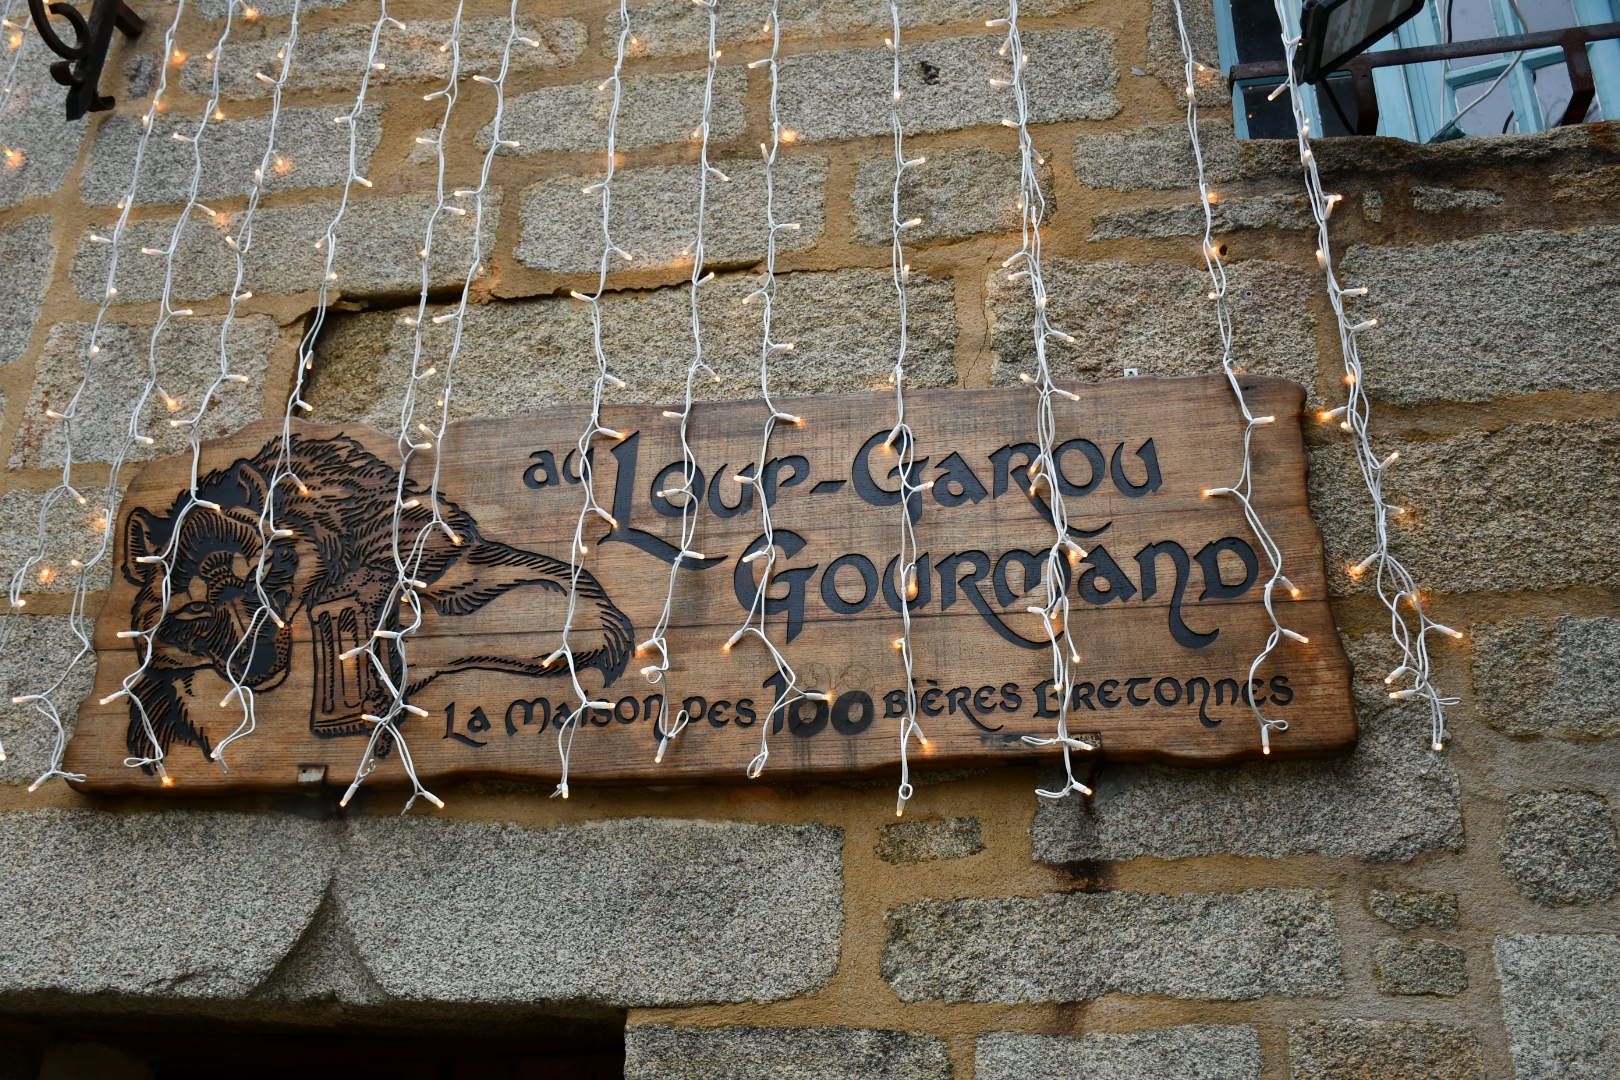 au Loup-Garou
Gourmand
La Maison des 100 Bières Bretonnes